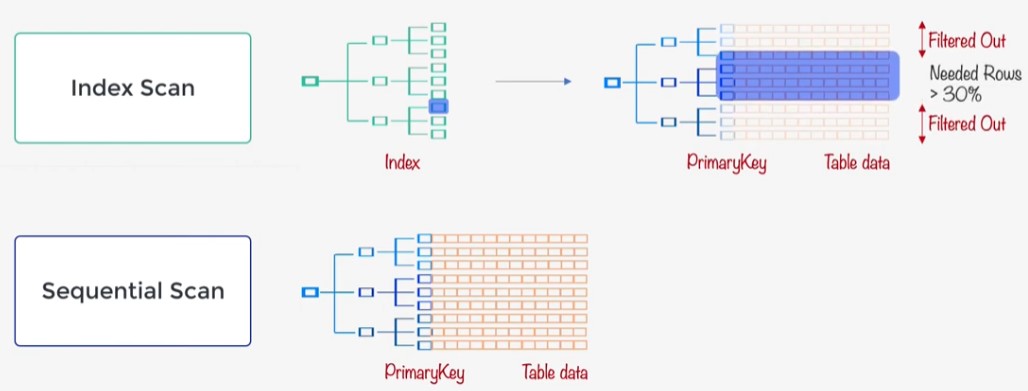 Index Scan
Index
Filtered Out
Needed Rows
> 30%
Filtered Out
PrimaryKey
Table data
Sequential Scan
PrimaryKey
Table data